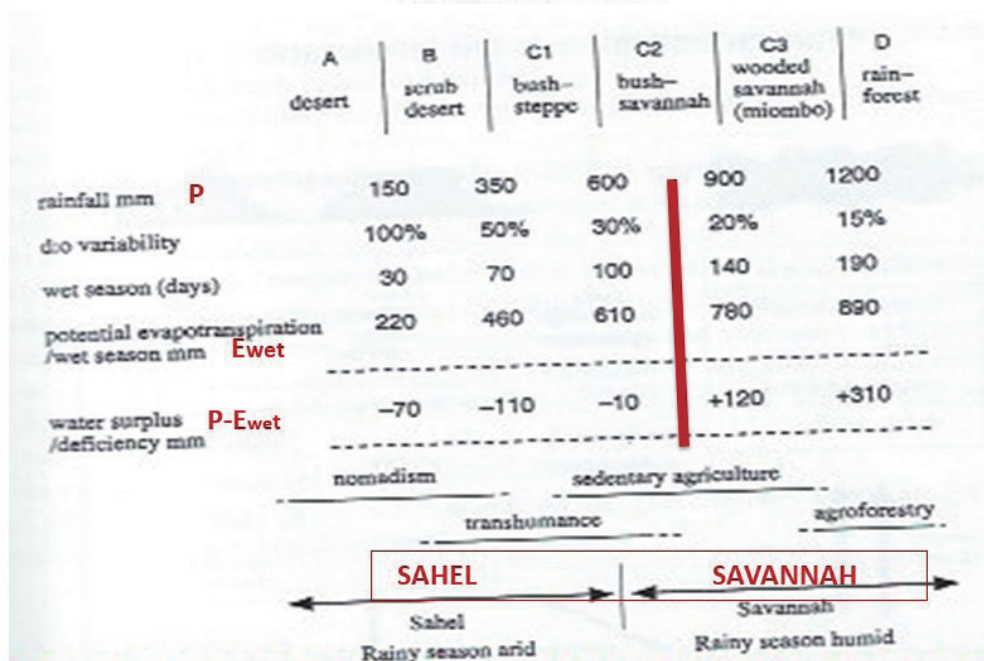 A B C1 C2 C3 D
desert scrub desert bush-steppe bush-savannah wooded savannah (miombo) rain-forest
rainfall mm P 150 350 600 900 1200
d:o variability 100% 50% 30% 20% 15%
wet season (days) 30 70 100 140 190
potential evapotranspiration
/wet season mm Ewet 220 460 610 780 890
water surplus
/deficiency mm P-Ewet –70 –110 –10 +120 +310
nomadism sedentary agriculture
transhumance agroforestry
SAHEL SAVANNAH
Sahel Savannah
Rainy season arid Rainy season humid